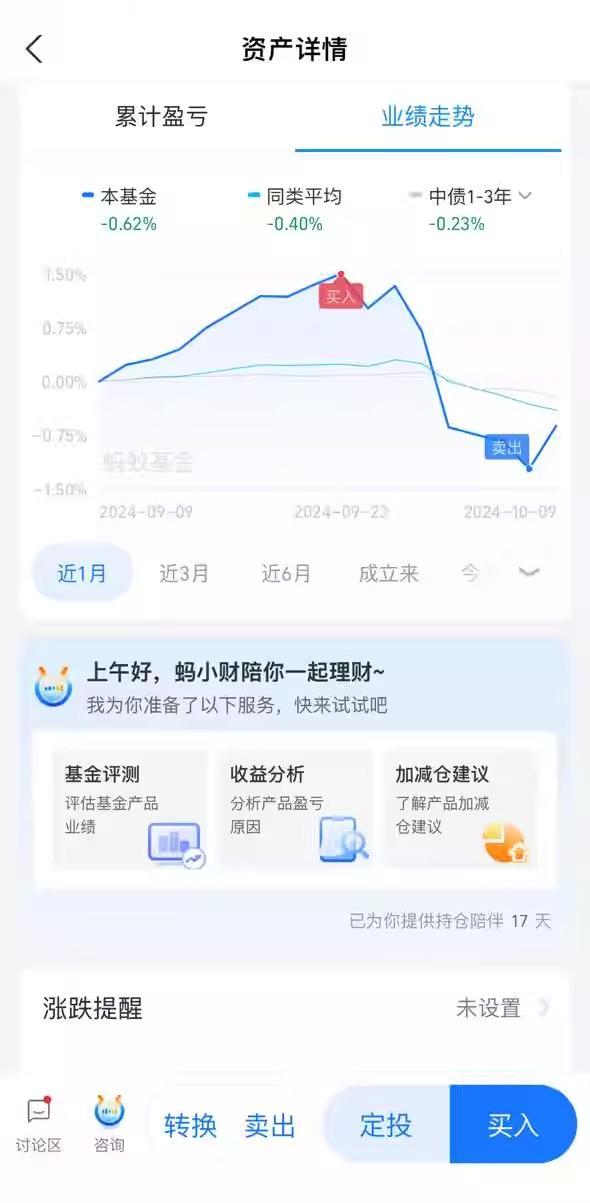 资产详情
累计盈亏 业绩走势
本基金 同类平均 中债1-3年
-0.62% -0.40% -0.23%
1.50%
买入
0.75%
0.00%
-0.75%
卖出
蚂蚁基金
-1.50%
2024-09-09 2024-09-23 2024-10-09
近1月 近3月 近6月 成立来 今
上午好，蚂小财陪你一起理财~
我为你准备了以下服务，快来试试吧
基金评测 收益分析 加减仓建议
评估基金产品 分析产品盈亏 了解产品加减
业绩 原因 仓建议
已为你提供持仓陪伴 17 天
涨跌提醒 未设置
转换 卖出 定投 买入
讨论区 咨询